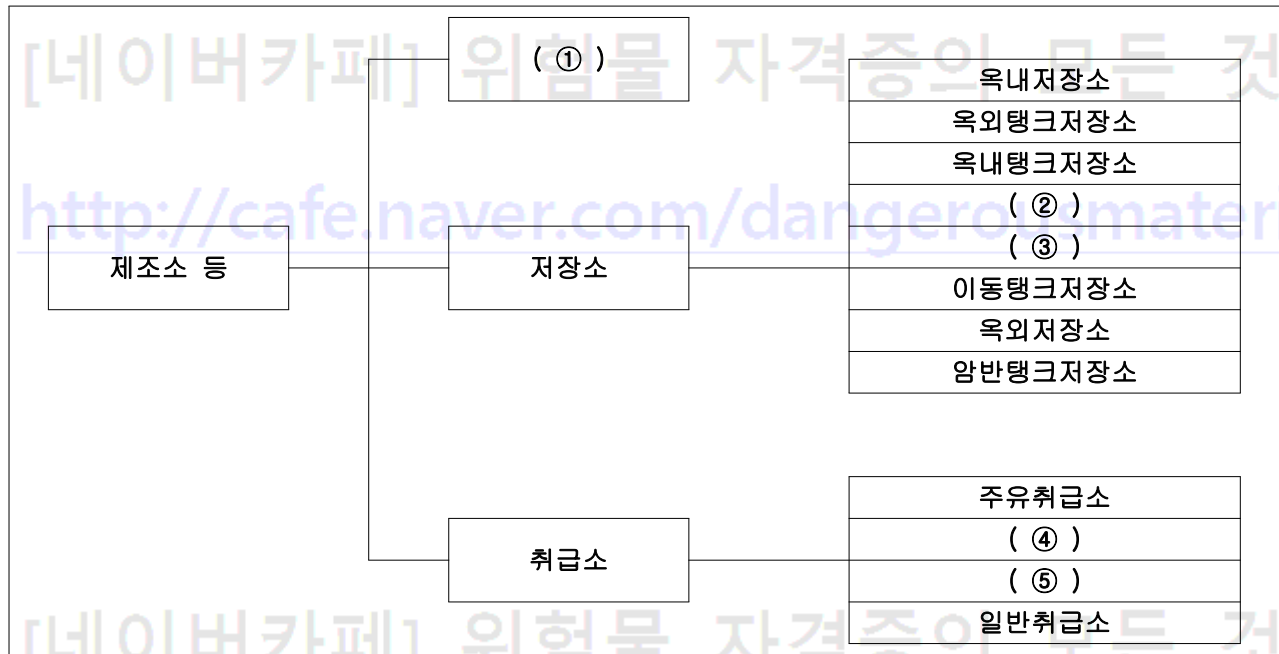 [네이버카페] 위험물 자격증의 모든 것
( ① )
옥내저장소
옥외탱크저장소
옥내탱크저장소
http://cafe.naver.com/dangerousmateri
( ② )
( ③ )
제조소 등
저장소
이동탱크저장소
옥외저장소
암반탱크저장소
주유취급소
( ④ )
취급소
( ⑤ )
일반취급소
[네이버카페] 위험물 자격증의 모든 것